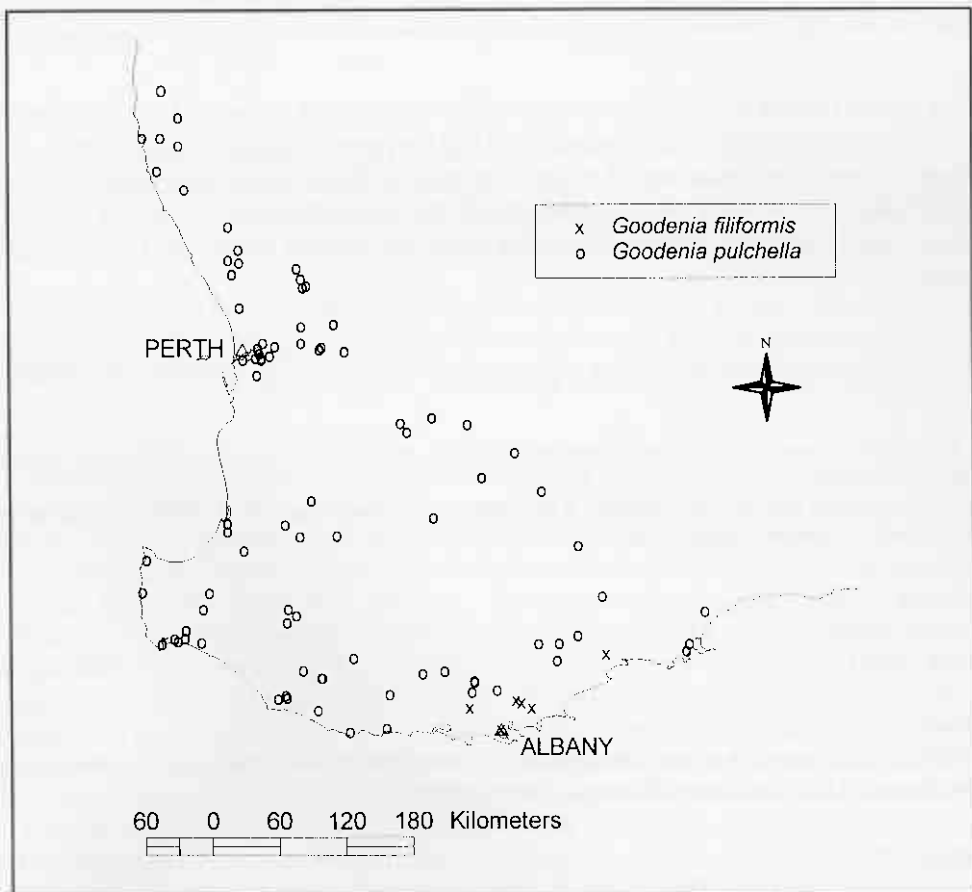 x Goodenia filiformis
o Goodenia pulchella
PERTH
N
ALBANY
60 0 60 120 180 Kilometers